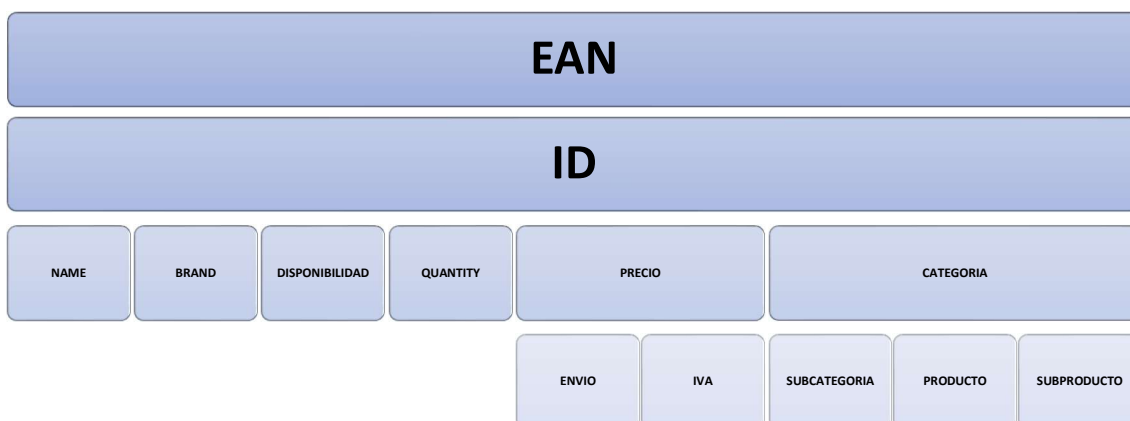 EAN
ID
NAME BRAND DISPONIBILIDAD QUANTITY PRECIO CATEGORIA
ENVIO IVA SUBCATEGORIA PRODUCTO SUBPRODUCTO